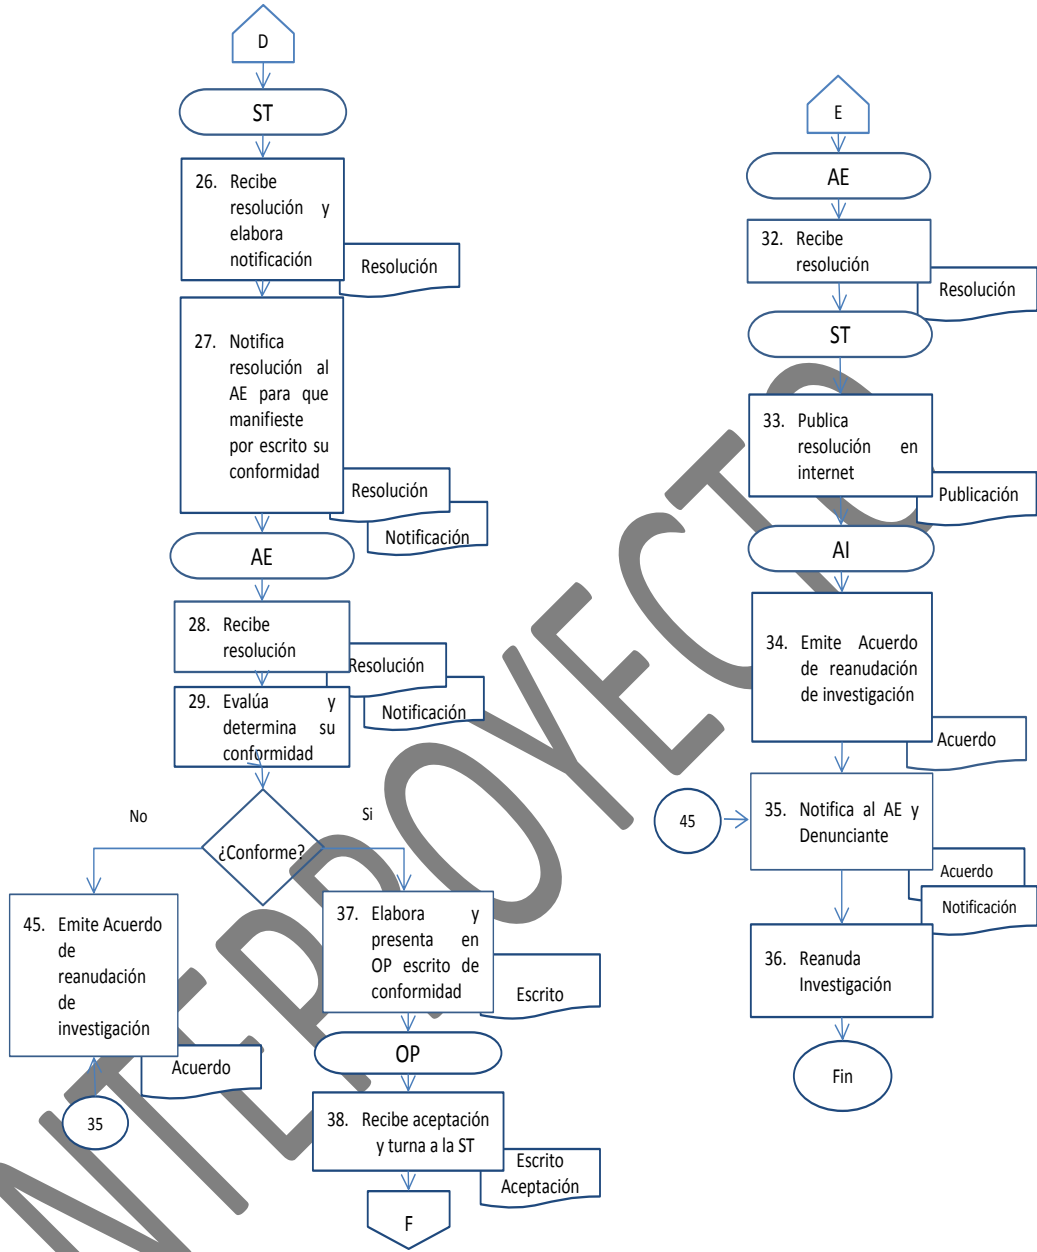 D
ST
26. Recibe
resolución y
elabora
notificación
Resolución
27. Notifica
resolución al
AE para que
manifieste
por escrito su
conformidad
Resolución
Notificación
AE
28. Recibe
resolución
Resolución
Notificación
29. Evalúa y
determina su
conformidad
No
Si
¿Conforme?
45. Emite Acuerdo
de
reanudación
de
investigación
Acuerdo
35
37. Elabora y
presenta en
OP escrito de
conformidad
Escrito
OP
38. Recibe aceptación
y turna a la ST
Escrito
Aceptación
F
E
AE
32. Recibe
resolución
Resolución
ST
33. Publica
resolución en
internet
Publicación
AI
34. Emite Acuerdo
de reanudación
de investigación
Acuerdo
45
35. Notifica al AE y
Denunciante
Acuerdo
Notificación
36. Reanuda
Investigación
Fin
NTEPROYECTO